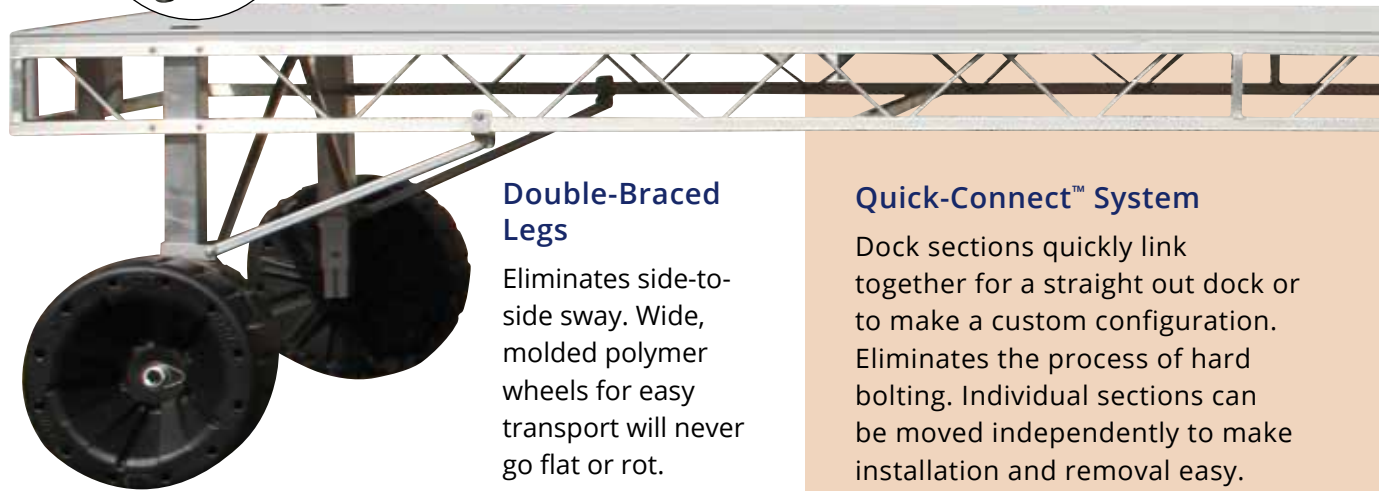 Double-Braced
Legs
Eliminates side-to-
side sway. Wide,
molded polymer
wheels for easy
transport will never
go flat or rot.
Quick-Connect™ System
Dock sections quickly link
together for a straight out dock or
to make a custom configuration.
Eliminates the process of hard
bolting. Individual sections can
be moved independently to make
installation and removal easy.